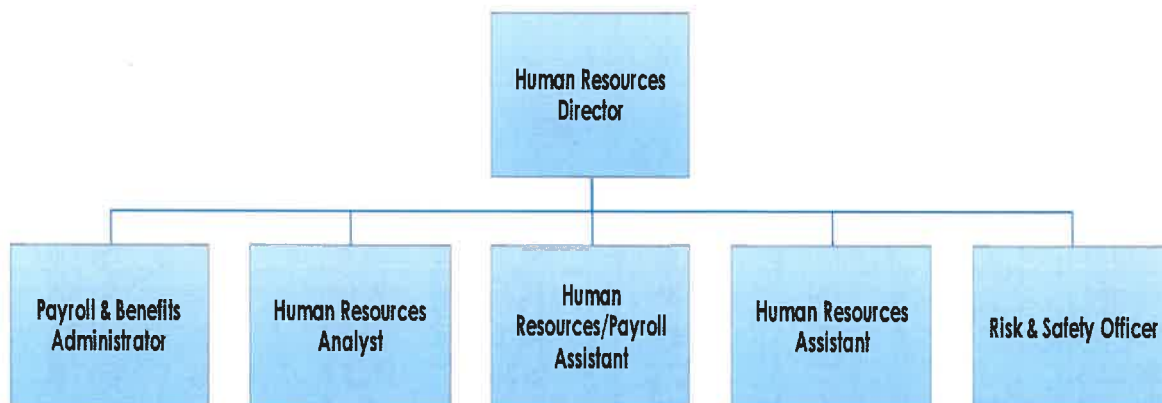 Human Resources
Director
Payroll & Benefits
Administrator
Human Resources
Analyst
Human
Resources/Payroll
Assistant
Human Resources
Assistant
Risk & Safety Officer